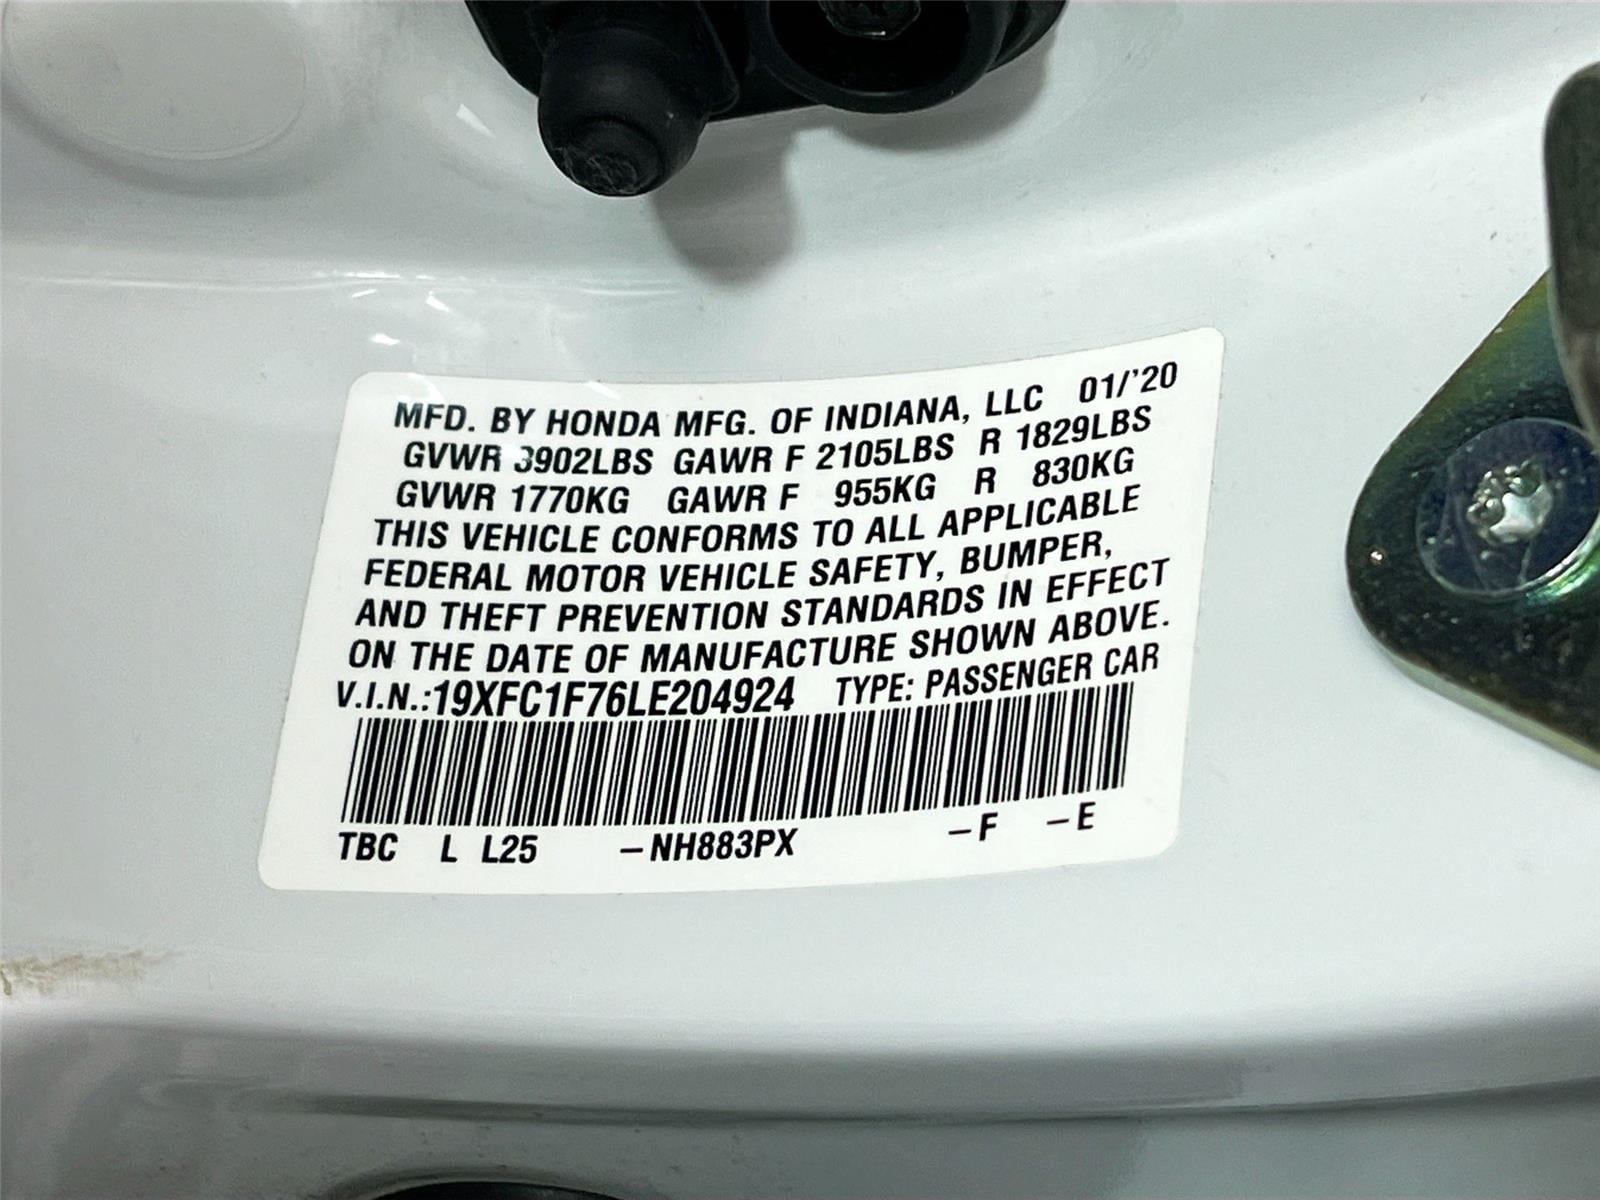 MFD. BY HONDA MFG. OF INDIANA, LLC 01/'20
GVWR 3902LBS GAWR F 2105LBS R 1829LBS
GVWR 1770KG GAWR F 955KG R 830KG
THIS VEHICLE CONFORMS TO ALL APPLICABLE
FEDERAL MOTOR VEHICLE SAFETY, BUMPER,
AND THEFT PREVENTION STANDARDS IN EFFECT
ON THE DATE OF MANUFACTURE SHOWN ABOVE.
V.I.N.:19XFC1F76LE204924 TYPE: PASSENGER CAR
TBC L L25 –NH883PX –F –E